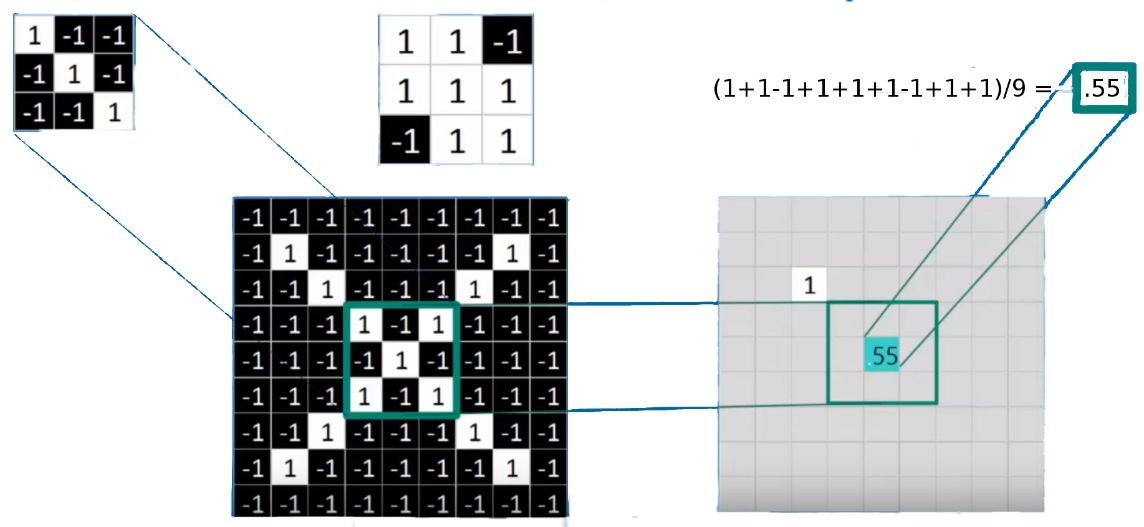 1 -1 -1
-1 1 -1
-1 -1 1
1 1 -1
1 1 1
-1 1 1
(1+1-1+1+1+1-1+1+1)/9 = .55
-1 -1 -1 -1 -1 -1 -1 -1 -1
-1 1 -1 -1 -1 -1 -1 1 -1
-1 -1 1 -1 -1 -1 1 -1 -1
-1 -1 -1 1 -1 1 -1 -1 -1
-1 -1 -1 -1 1 -1 -1 -1 -1
-1 -1 -1 1 -1 1 -1 -1 -1
-1 -1 1 -1 -1 -1 1 -1 -1
-1 1 -1 -1 -1 -1 -1 1 -1
-1 -1 -1 -1 -1 -1 -1 -1 -1
1
.55